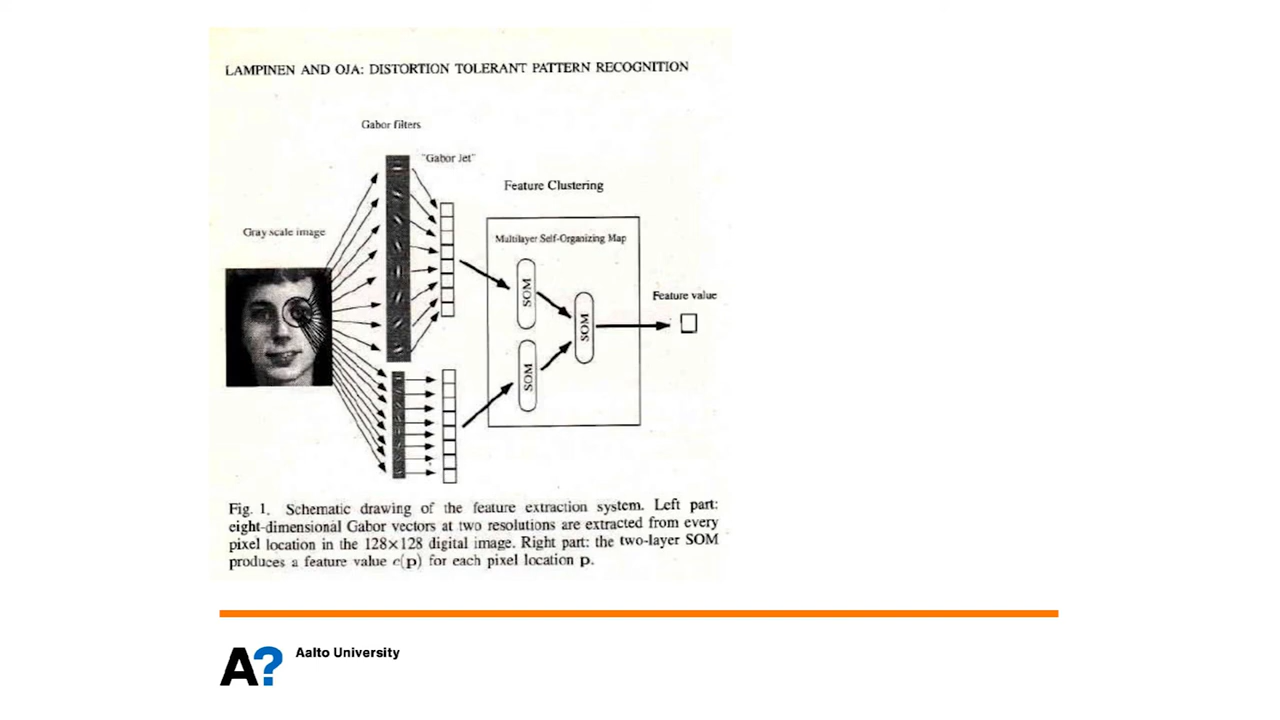 LAMPINEN AND OJA: DISTORTION TOLERANT PATTERN RECOGNITION
Gabor filters
"Gabor Jet"
Feature Clustering
Gray scale image
Multilayer Self-Organizing Map
SOM
SOM
SOM
Feature value
Fig. 1. Schematic drawing of the feature extraction system. Left part:
eight-dimensional Gabor vectors at two resolutions are extracted from every
pixel location in the 128×128 digital image. Right part: the two-layer SOM
produces a feature value c(p) for each pixel location p.
A?
Aalto University